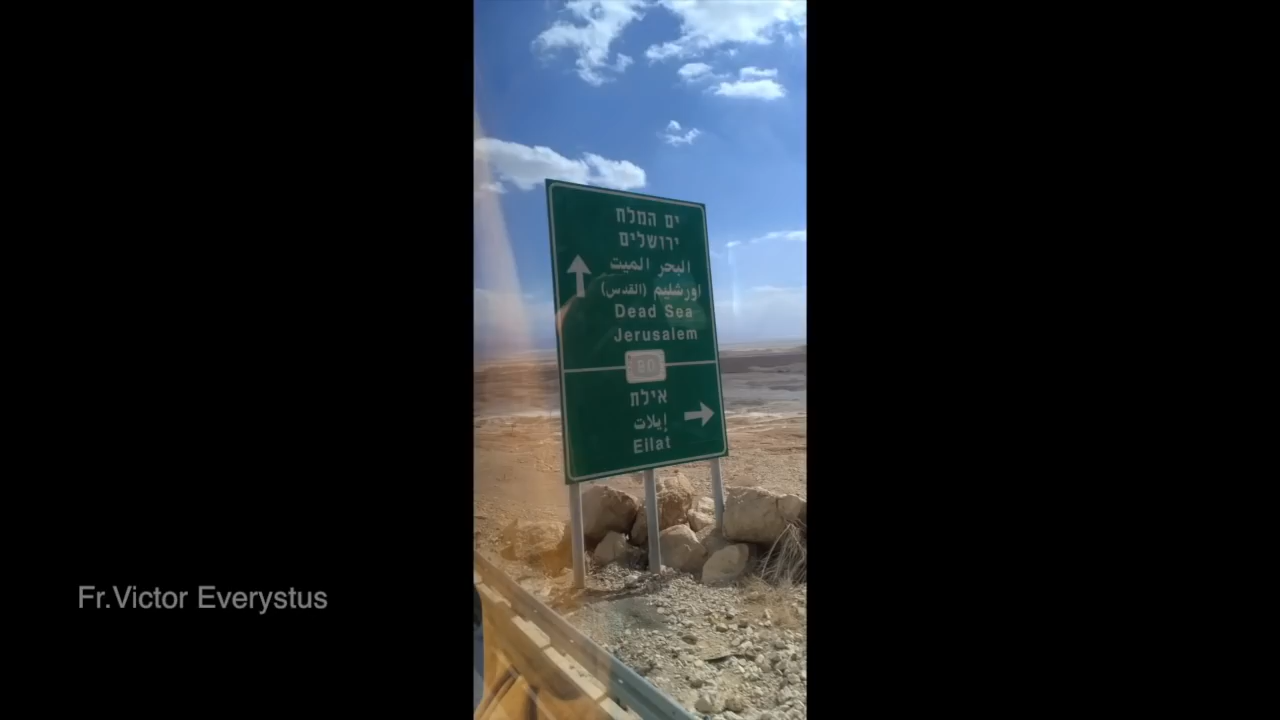 ים המלח
ירושלים
البحر الميت
اورشليم (القدس)
Dead Sea
Jerusalem
90
אילת
إيلات
Eilat
Fr.Victor Everystus